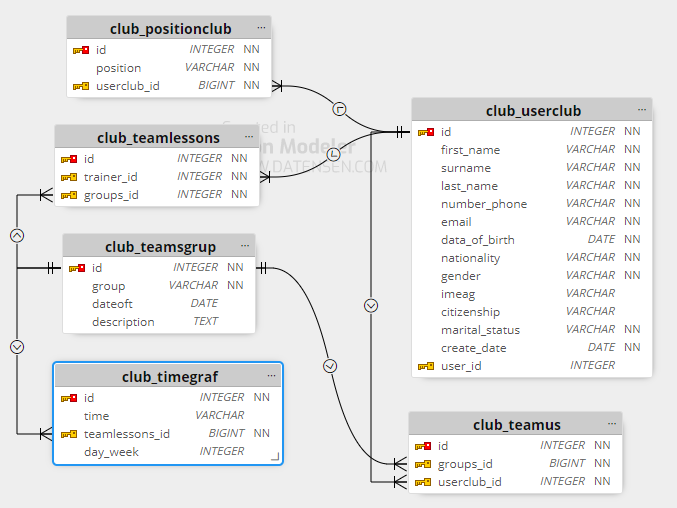 club_positionclub ...
id INTEGER NN
position VARCHAR NN
userclub_id BIGINT NN
club_teamlessons ...
id INTEGER NN
trainer_id INTEGER NN
groups_id INTEGER NN
club_teamsgrup ...
id INTEGER NN
group VARCHAR NN
dateoft DATE
description TEXT
club_timegraf ...
id INTEGER NN
time VARCHAR
teamlessons_id BIGINT NN
day_week INTEGER
club_userclub ...
id INTEGER NN
first_name VARCHAR NN
surname VARCHAR NN
last_name VARCHAR NN
number_phone VARCHAR NN
email VARCHAR NN
data_of_birth DATE NN
nationality VARCHAR NN
gender VARCHAR NN
imeag VARCHAR
citizenship VARCHAR
marital_status VARCHAR NN
create_date DATE NN
user_id INTEGER
club_teamus ...
id INTEGER NN
groups_id BIGINT NN
userclub_id INTEGER NN
in
Modeler
.DATENSEN.COM